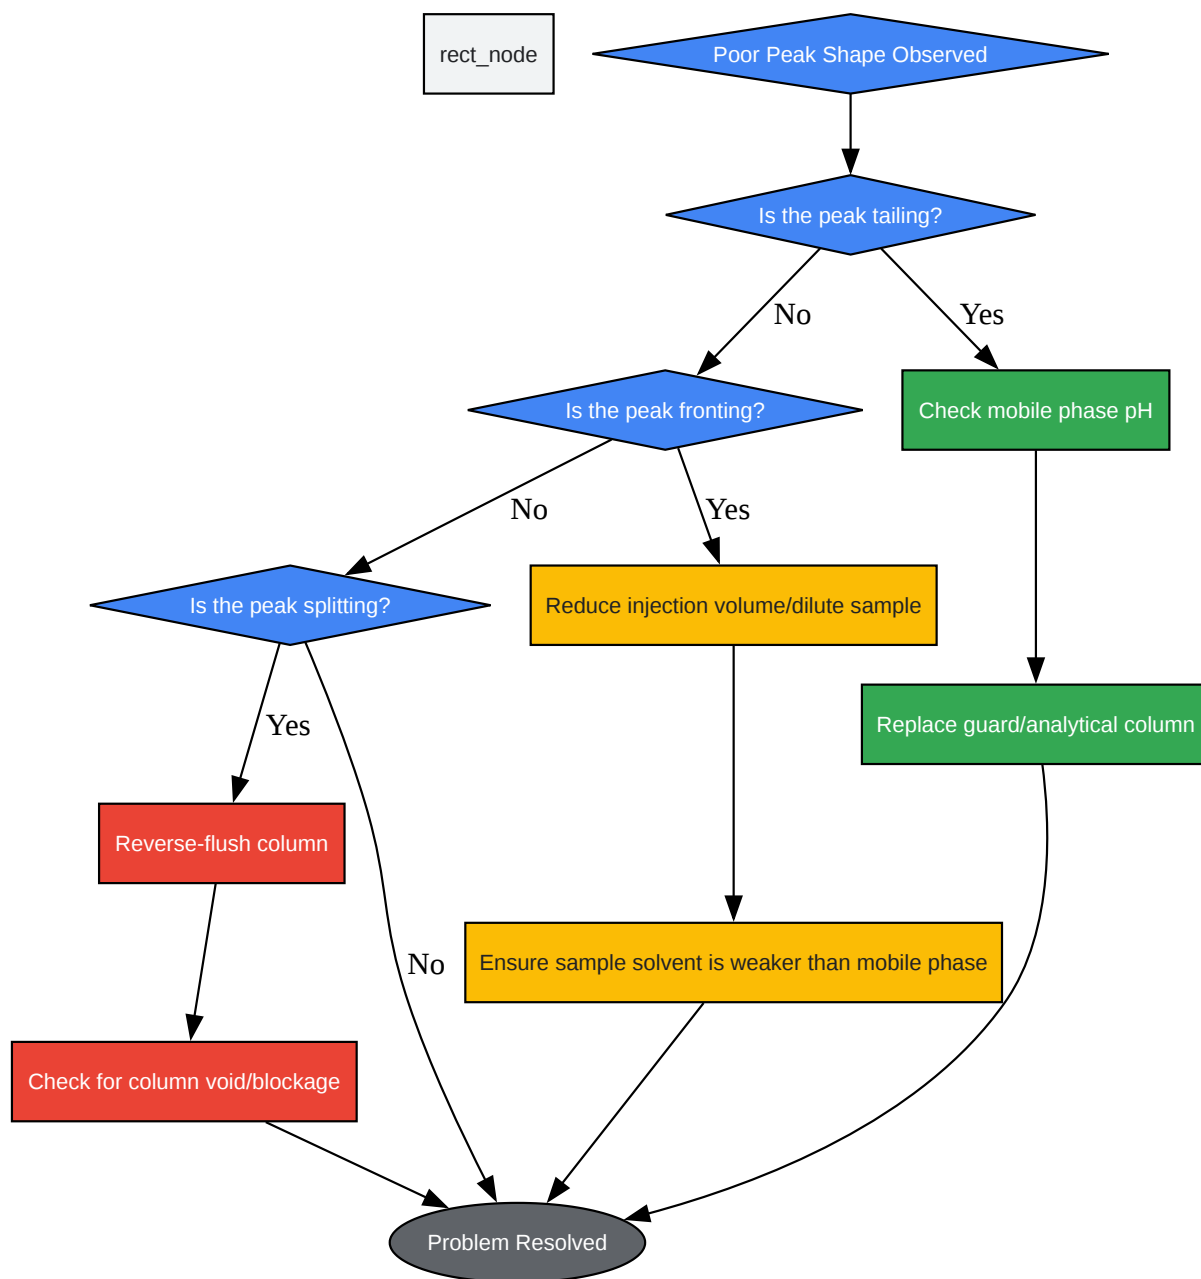 rect_node
Poor Peak Shape Observed
Is the peak tailing?
No
Yes
Is the peak fronting?
Check mobile phase pH
No
Yes
Is the peak splitting?
Reduce injection volume/dilute sample
Replace guard/analytical column
Yes
Reverse-flush column
No
Ensure sample solvent is weaker than mobile phase
Check for column void/blockage
Problem Resolved